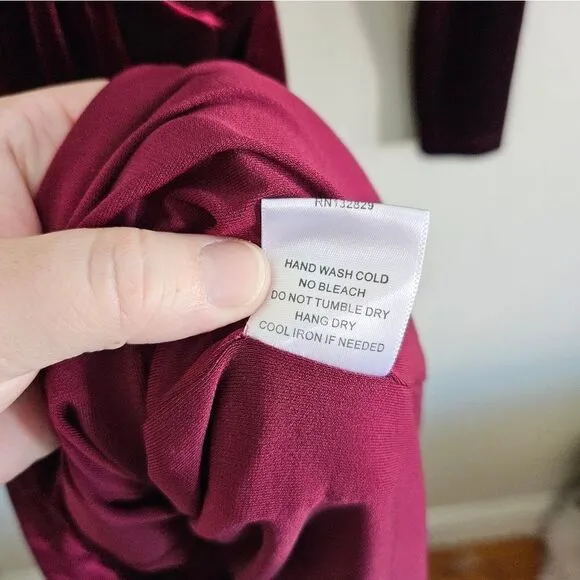 RN132829
HAND WASH COLD
NO BLEACH
DO NOT TUMBLE DRY
HANG DRY
COOL IRON IF NEEDED